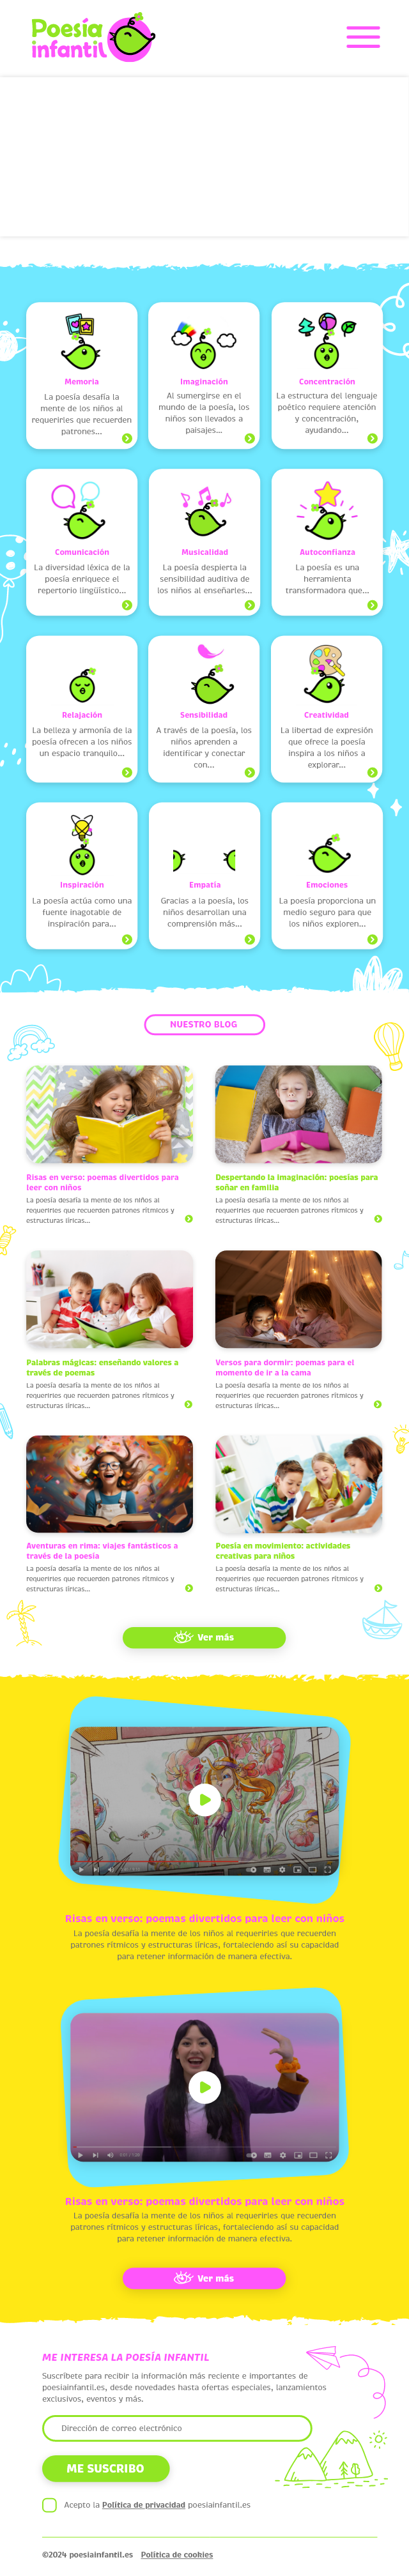 Poesía
infantil
Memoria
La poesía desafía la
mente de los niños al
requerirles que recuerden
patrones...
Imaginación
Al sumergirse en el
mundo de la poesía, los
niños son llevados a
paisajes...
Concentración
La estructura del lenguaje
poético requiere atención
y concentración,
ayudando...
Comunicación
La diversidad léxica de la
poesía enriquece el
repertorio lingüístico...
Musicalidad
La poesía despierta la
sensibilidad auditiva de
los niños al enseñarles...
Autoconfianza
La poesía es una
herramienta
transformadora que...
Relajación
La belleza y armonía de la
poesía ofrecen a los niños
un espacio tranquilo...
Sensibilidad
A través de la poesía, los
niños aprenden a
identificar y conectar
con...
Creatividad
La libertad de expresión
que ofrece la poesía
inspira a los niños a
explorar...
Inspiración
La poesía actúa como una
fuente inagotable de
inspiración para...
Empatía
Gracias a la poesía, los
niños desarrollan una
comprensión más...
Emociones
La poesía proporciona un
medio seguro para que
los niños exploren...
NUESTRO BLOG
Risas en verso: poemas divertidos para
leer con niños
La poesía desafía la mente de los niños al
requerirles que recuerden patrones rítmicos y
estructuras líricas...
Despertando la imaginación: poesías para
soñar en familia
La poesía desafía la mente de los niños al
requerirles que recuerden patrones rítmicos y
estructuras líricas...
Palabras mágicas: enseñando valores a
través de poemas
La poesía desafía la mente de los niños al
requerirles que recuerden patrones rítmicos y
estructuras líricas...
Versos para dormir: poemas para el
momento de ir a la cama
La poesía desafía la mente de los niños al
requerirles que recuerden patrones rítmicos y
estructuras líricas...
Aventuras en rima: viajes fantásticos a
través de la poesía
La poesía desafía la mente de los niños al
requerirles que recuerden patrones rítmicos y
estructuras líricas...
Poesía en movimiento: actividades
creativas para niños
La poesía desafía la mente de los niños al
requerirles que recuerden patrones rítmicos y
estructuras líricas...
Ver más
Risas en verso: poemas divertidos para leer con niños
La poesía desafía la mente de los niños al requerirles que recuerden
patrones rítmicos y estructuras líricas, fortaleciendo así su capacidad
para retener información de manera efectiva.
Risas en verso: poemas divertidos para leer con niños
La poesía desafía la mente de los niños al requerirles que recuerden
patrones rítmicos y estructuras líricas, fortaleciendo así su capacidad
para retener información de manera efectiva.
Ver más
ME INTERESA LA POESÍA INFANTIL
Suscríbete para recibir la información más reciente e importantes de
poesiainfantil.es, desde novedades hasta ofertas especiales, lanzamientos
exclusivos, eventos y más.
Dirección de correo electrónico
ME SUSCRIBO
Acepto la Política de privacidad poesiainfantil.es
©2024 poesiainfantil.es Política de cookies